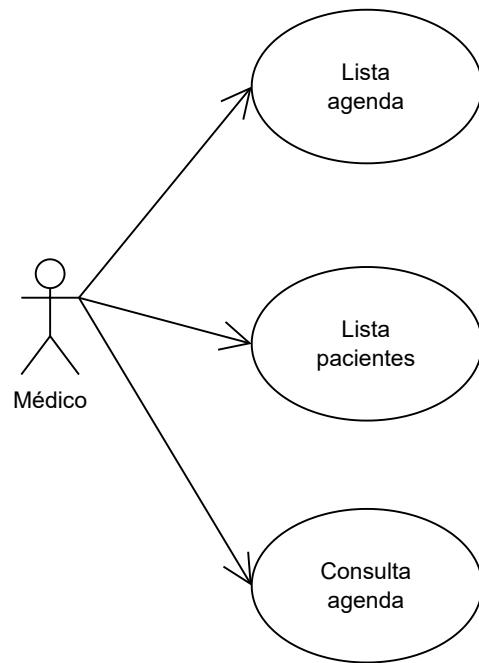 Lista
agenda
Lista
pacientes
Médico
Consulta
agenda